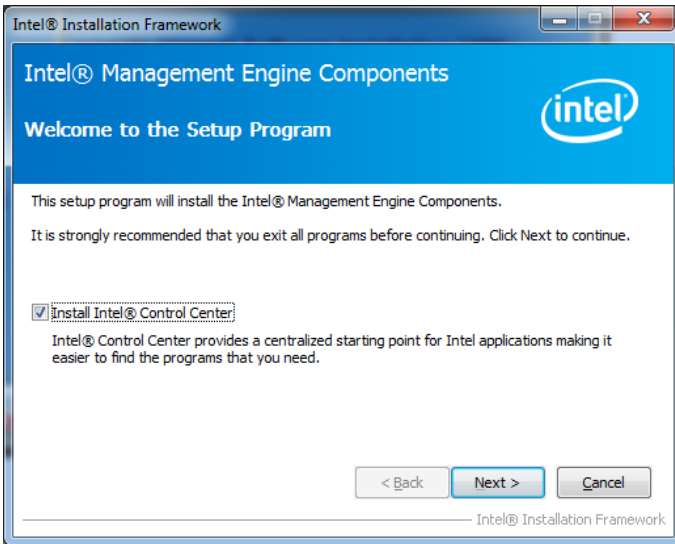 Intel® Installation Framework
Intel® Management Engine Components
intel
Welcome to the Setup Program
This setup program will install the Intel® Management Engine Components.
It is strongly recommended that you exit all programs before continuing. Click Next to continue.
Install Intel® Control Center
Intel® Control Center provides a centralized starting point for Intel applications making it
easier to find the programs that you need.
< Back Next > Cancel
Intel® Installation Framework